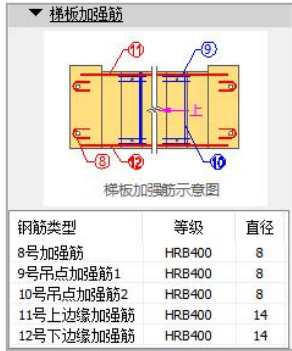 ▼ 梯板加强筋
11
9
上
8
12
10
梯板加强筋示意图
钢筋类型 等级 直径
8号加强筋 HRB400 8
9号吊点加强筋1 HRB400 8
10号吊点加强筋2 HRB400 8
11号上边缘加强筋 HRB400 14
12号下边缘加强筋 HRB400 14